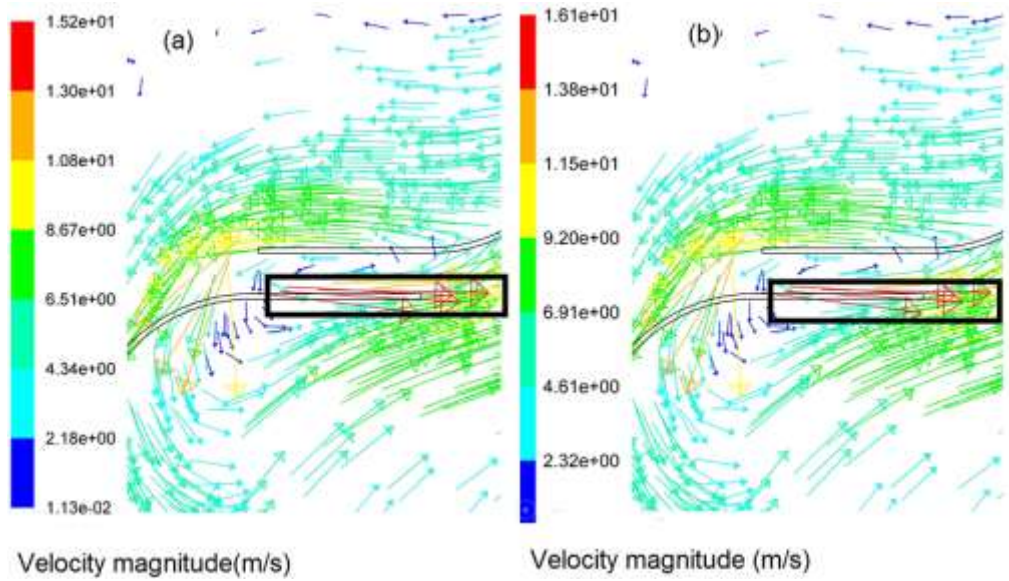 (a)
1.52e+01
1.30e+01
1.08e+01
8.67e+00
6.51e+00
4.34e+00
2.18e+00
1.13e-02
Velocity magnitude(m/s)
(b)
1.61e+01
1.38e+01
1.15e+01
9.20e+00
6.91e+00
4.61e+00
2.32e+00
Velocity magnitude (m/s)